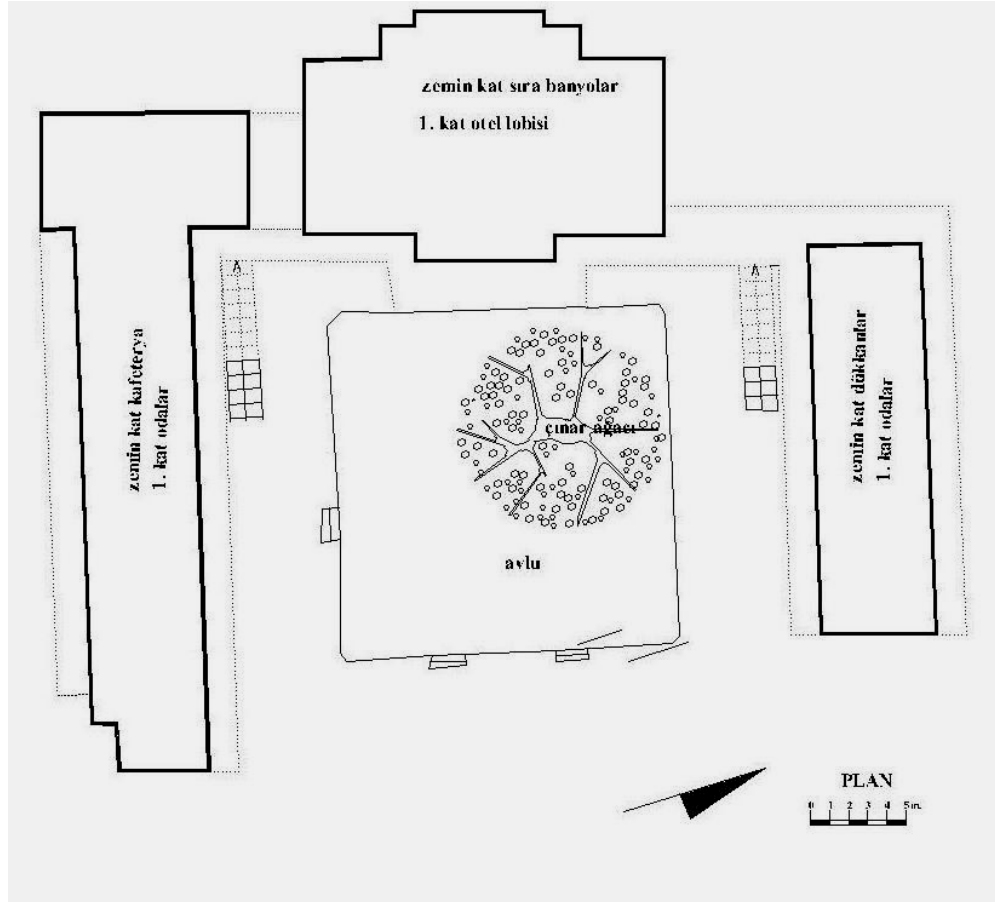 zemin kat sıra banyolar
1. kat otel lobisi
zemin kat kafeterya
1. kat odalar
çınar ağacı
avlu
zemin kat dükkanlar
1. kat odalar
PLAN
0 1 2 3 4 5m.